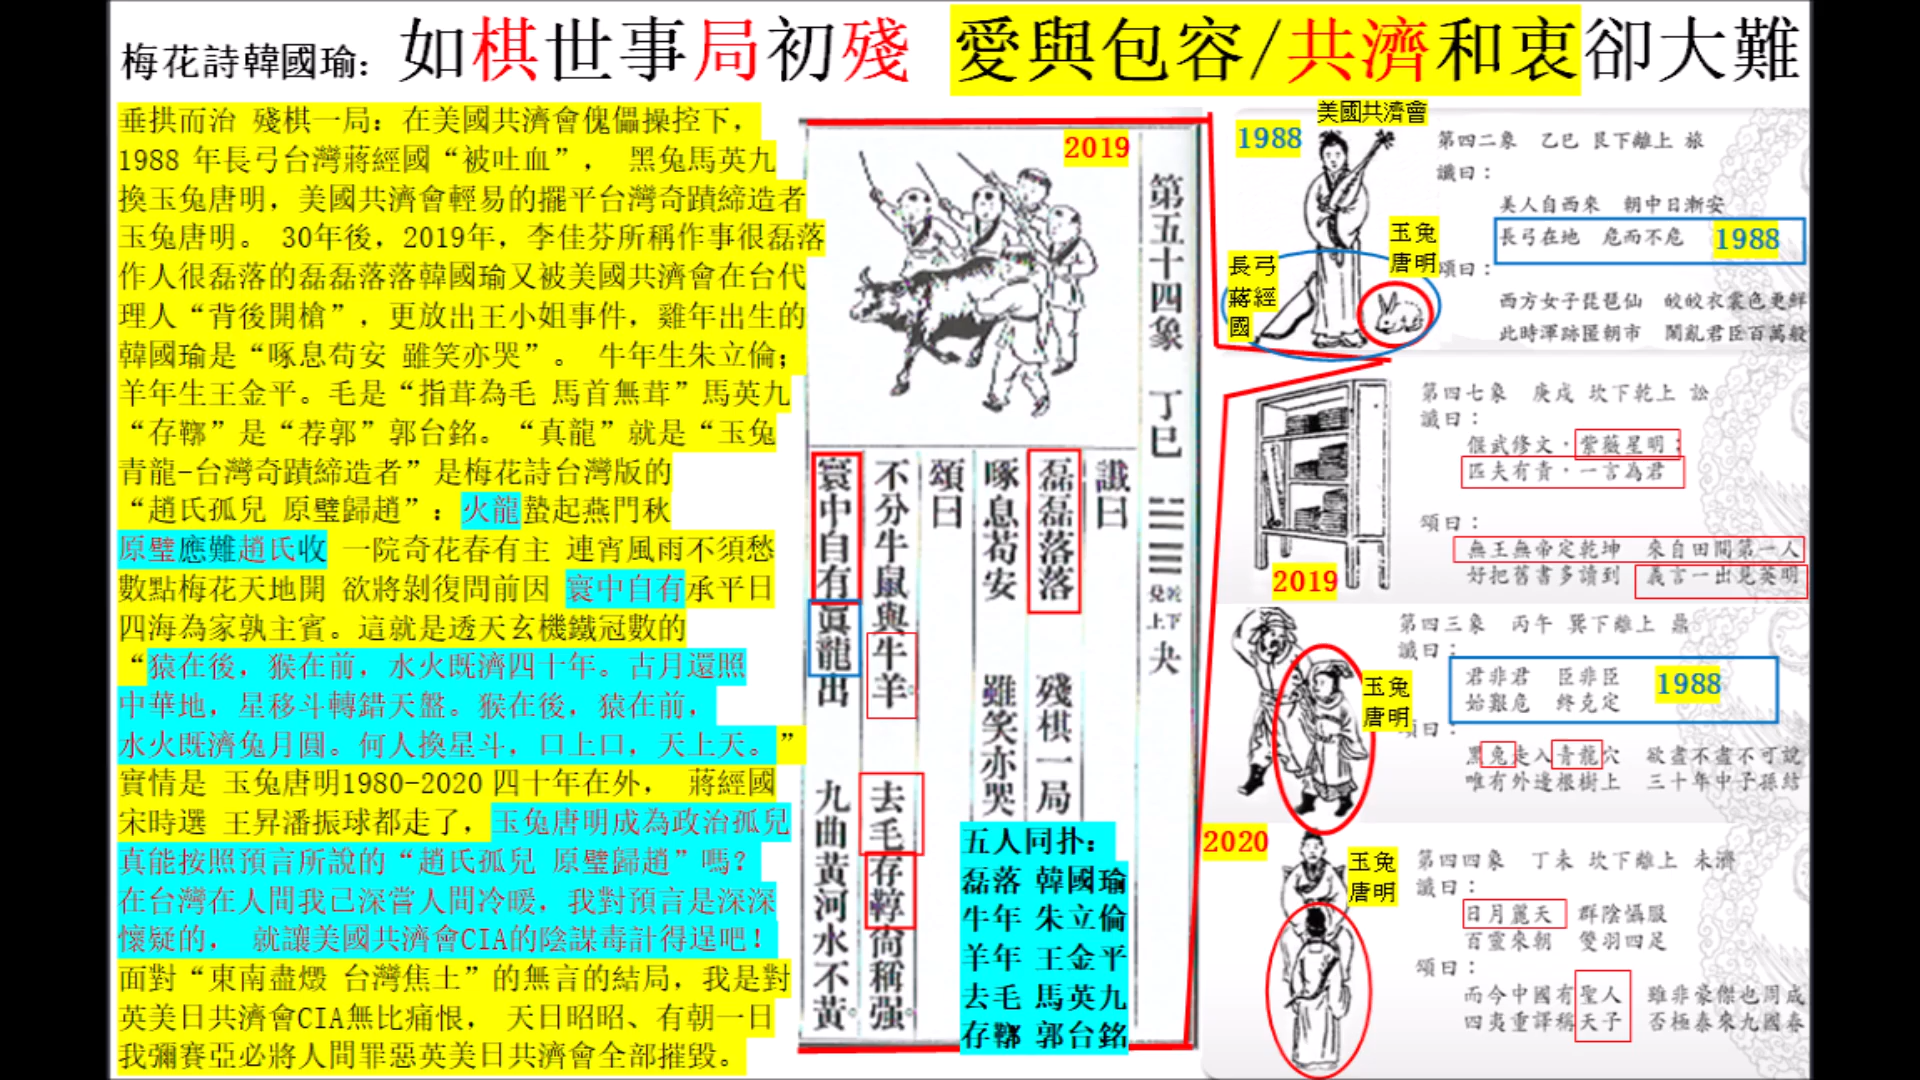 梅花詩韓國瑜：如棋世事局初殘 愛與包容/共濟和衷卻大難
垂拱而治 殘棋一局：在美國共濟會傀儡操控下，
1988 年長弓台灣蔣經國“被吐血”， 黑兔馬英九
換玉兔唐明，美國共濟會輕易的擺平台灣奇蹟締造者
玉兔唐明。 30年後，2019年，李佳芬所稱作事很磊落
作人很磊落的磊磊落落韓國瑜又被美國共濟會在台代
理人“背後開槍”，更放出王小姐事件，雞年出生的
韓國瑜是“啄息苟安 雖笑亦哭”。 牛年生朱立倫；
羊年生王金平。毛是“指茸為毛 馬首無茸”馬英九
“存鞹”是“荐郭”郭台銘。“真龍”就是“玉兔
青龍-台灣奇蹟締造者”是梅花詩台灣版的
“趙氏孤兒 原璧歸趙”：火龍蟄起燕門秋
原璧應難趙氏收 一院奇花春有主 連宵風雨不須愁
數點梅花天地開 欲將剝復問前因 寰中自有承平日
四海為家孰主賓。這就是透天玄機鐵冠數的
“猿在後，猴在前，水火既濟四十年。古月還照
中華地，星移斗轉錯天盤。猴在後，猿在前，
水火既濟兔月圓。何人換星斗，口上口，天上天。”
實情是 玉兔唐明1980-2020 四十年在外， 蔣經國
宋時選 王昇潘振球都走了，玉兔唐明成為政治孤兒
真能按照預言所說的“趙氏孤兒 原璧歸趙”嗎？
在台灣在人間我已深嘗人間冷暖，我對預言是深深
懷疑的， 就讓美國共濟會CIA的陰謀毒計得逞吧！
面對“東南盡燬 台灣焦土”的無言的結局，我是對
英美日共濟會CIA無比痛恨， 天日昭昭、有朝一日
我彌賽亞必將人間罪惡英美日共濟會全部摧毀。
2019
第五十四象 丁巳 兌上乾下 夬
讖曰
磊磊落落 殘棋一局
啄息苟安 雖笑亦哭
頌曰
不分牛鼠與牛羊 去毛存鞹尚稱强
寰中自有眞龍出 九曲黃河水不黃
五人同扑：
磊落 韓國瑜
牛年 朱立倫
羊年 王金平
去毛 馬英九
存鞹 郭台銘
美國共濟會
1988
長弓
蔣經
國
玉兔
唐明
第四二象 乙巳 艮下離上 旅
讖曰：
美人自西來 朝中日漸安
長弓在地 危而不危 1988
頌曰：
西方女子琵琶仙 皎皎衣裳色更鮮
此時渾跡匿朝市 鬧亂君臣百萬般
2019
第四七象 庚戌 坎下乾上 訟
讖曰：
偃武修文，紫薇星明；
匹夫有責，一言為君
頌曰：
無王無帝定乾坤 來自田間第一人
好把舊書多讀到 義言一出見英明
玉兔
唐明
第四三象 丙午 巽下離上 鼎
讖曰：
君非君 臣非臣 1988
始艱危 終克定
頌曰：
黑兔走入青龍穴 欲盡不盡不可說
唯有外邊根樹上 三十年中子孫結
2020
玉兔
唐明
第四四象 丁未 坎下離上 未濟
讖曰：
日月麗天 群陰懾服
百靈來朝 雙羽四足
頌曰：
而今中國有聖人 雖非豪傑也周成
四夷重譯稱天子 否極泰來九國春